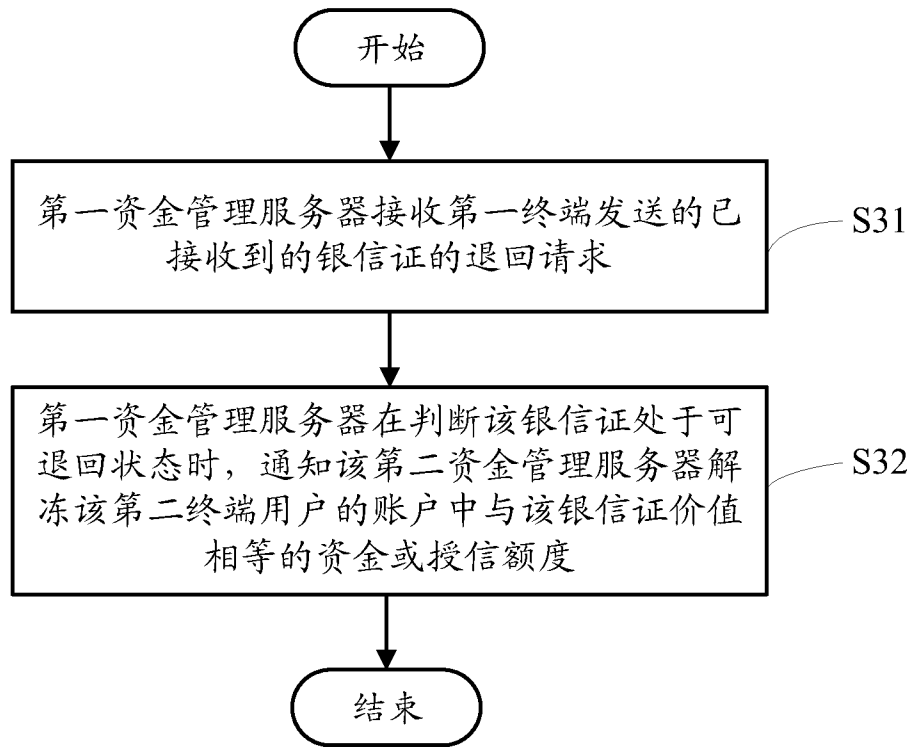 开始
第一资金管理服务器接收第一终端发送的已
接收到的银信证的退回请求
S31
第一资金管理服务器在判断该银信证处于可
退回状态时，通知该第二资金管理服务器解
冻该第二终端用户的账户中与该银信证价值
相等的资金或授信额度
S32
结束